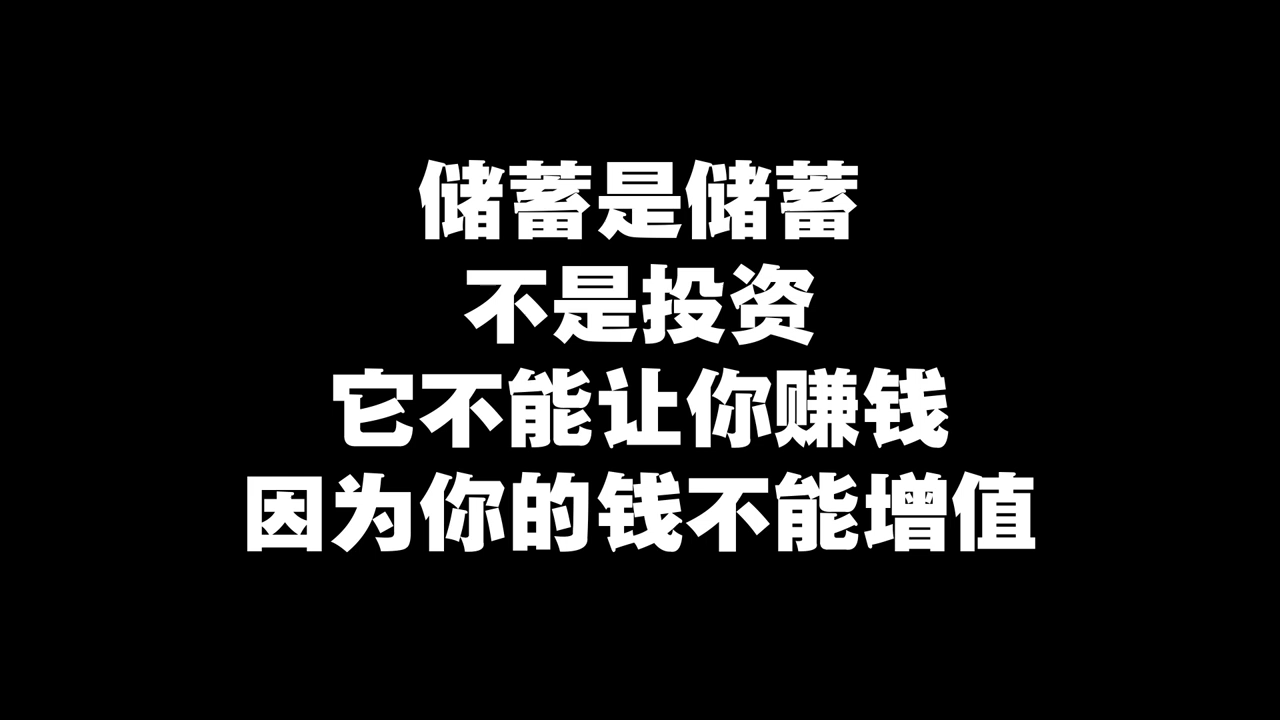 储蓄是储蓄
不是投资
它不能让你赚钱
因为你的钱不能增值